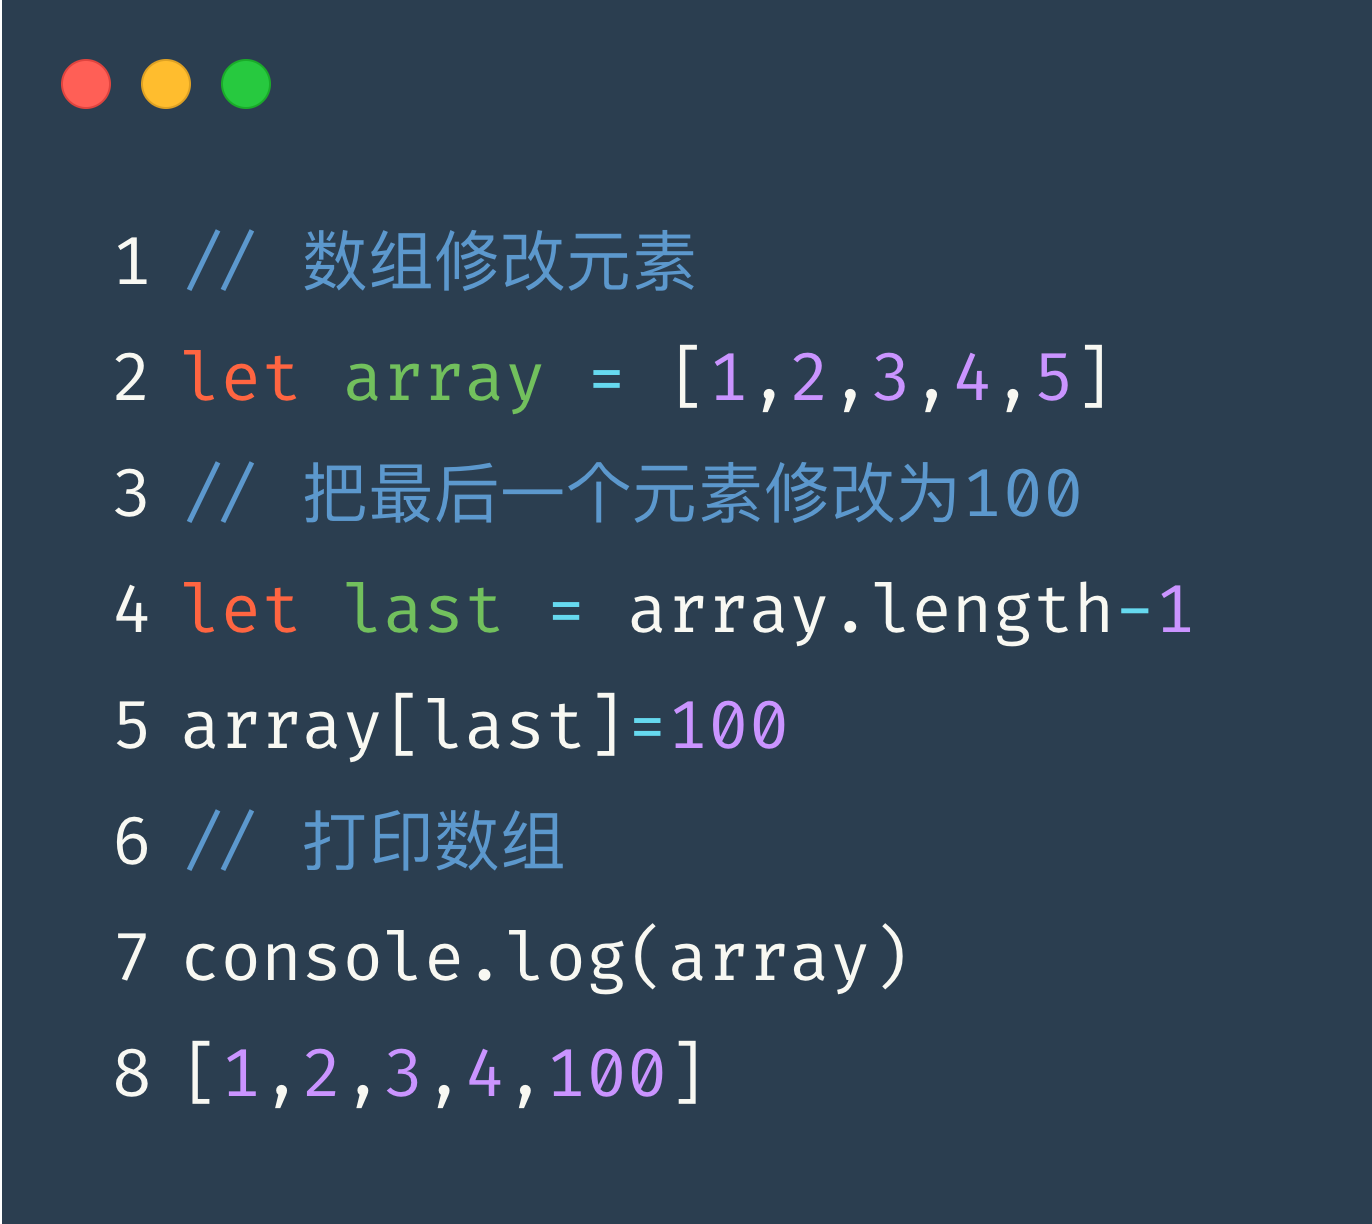 1 // 数组修改元素
2 let array = [1,2,3,4,5]
3 // 把最后一个元素修改为100
4 let last = array.length-1
5 array[last]=100
6 // 打印数组
7 console.log(array)
8 [1,2,3,4,100]